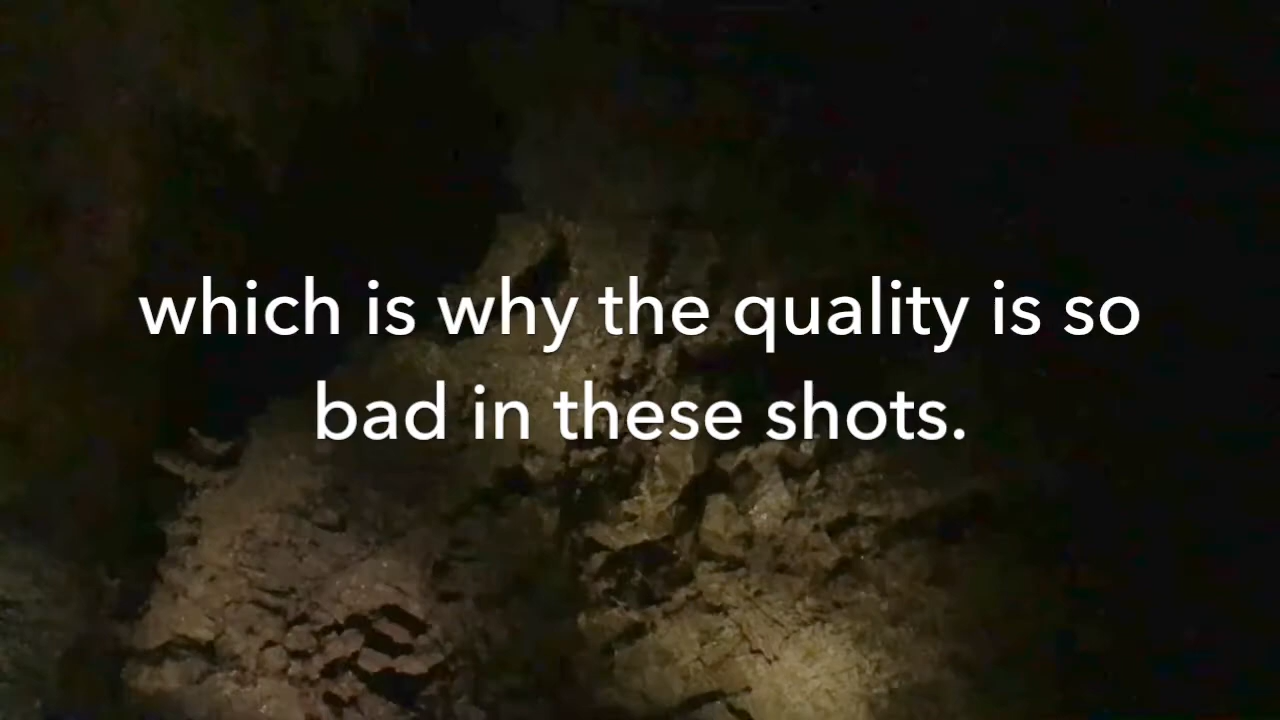 which is why the quality is so
bad in these shots.